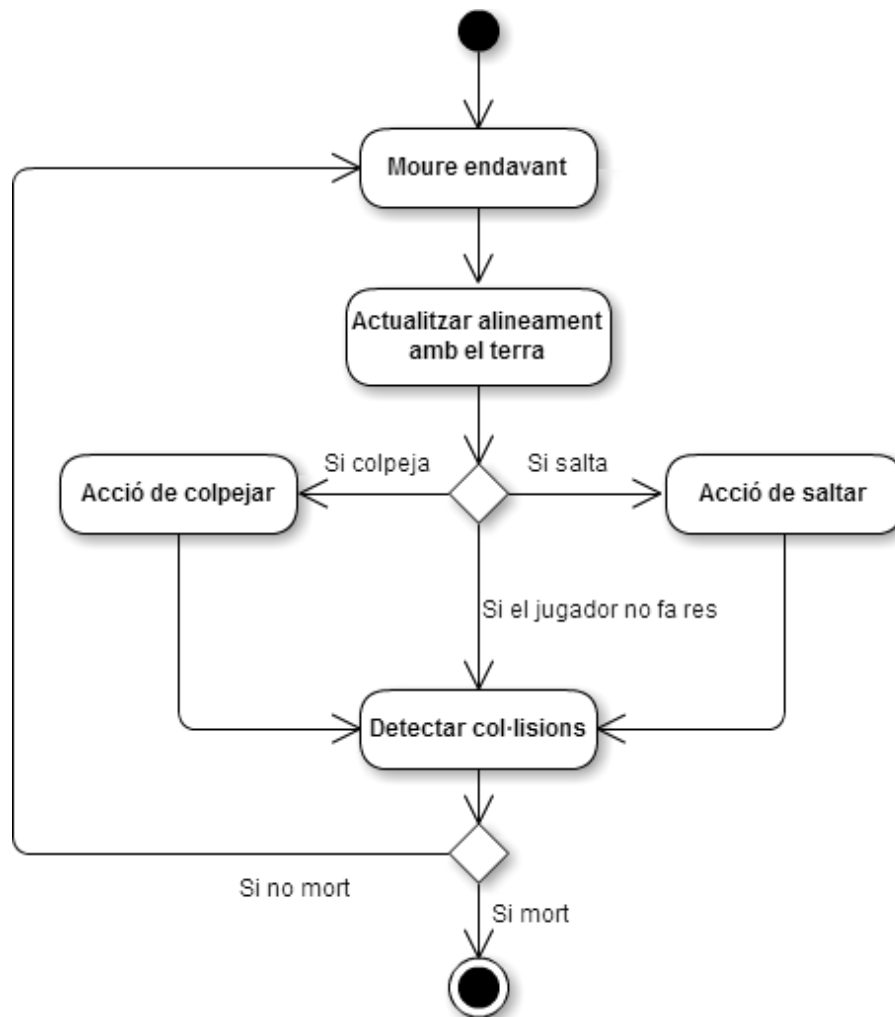 Moure endavant
Actualitzar alineament
amb el terra
Si colpeja
Si salta
Acció de colpejar
Acció de saltar
Si el jugador no fa res
Detectar col·lisions
Si no mort
Si mort